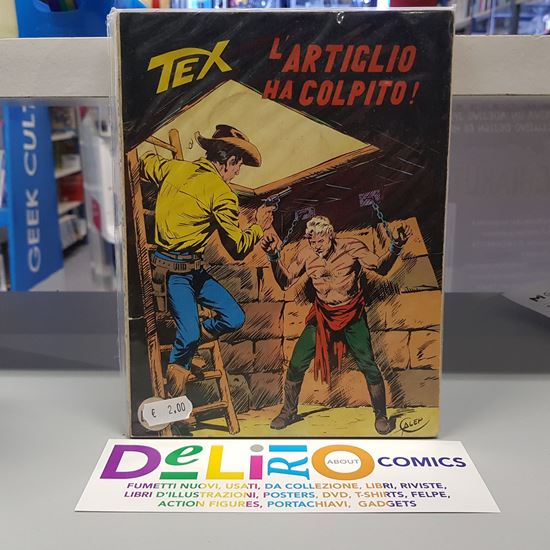 TEX
L'ARTIGLIO
HA COLPITO!
GEEK CULT
€ 2.00
GALEP
DELIRIO
ABOUT
COMICS
FUMETTI NUOVI, USATI, DA COLLEZIONE, LIBRI, RIVISTE,
LIBRI D'ILLUSTRAZIONI, POSTERS, DVD, T-SHIRTS, FELPE,
ACTION FIGURES, PORTACHIAVI, GADGETS